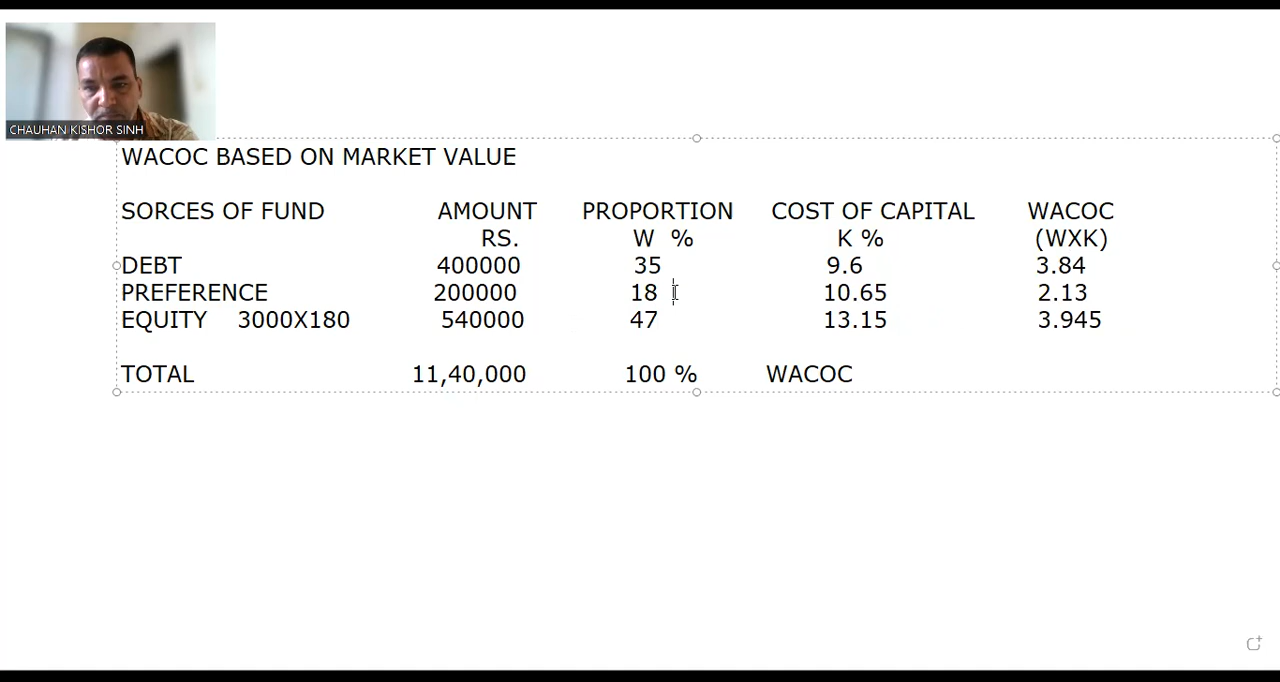 CHAUHAN KISHOR SINH
WACOC BASED ON MARKET VALUE
SORCES OF FUND AMOUNT PROPORTION COST OF CAPITAL WACOC
RS. W % K % (WXK)
DEBT 400000 35 9.6 3.84
PREFERENCE 200000 18 10.65 2.13
EQUITY 3000X180 540000 47 13.15 3.945
TOTAL 11,40,000 100 % WACOC